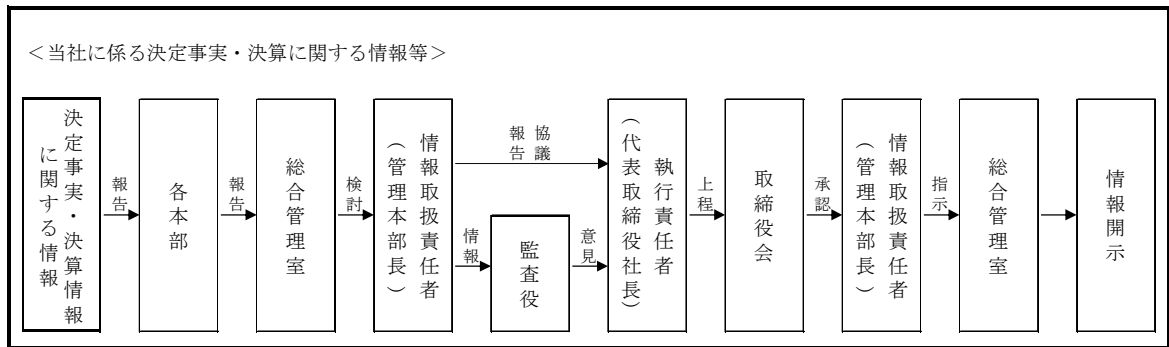 ＜当社に係る決定事実・決算に関する情報等＞
決定事実・決算情報
に関する情報
報告
各本部
報告
総合管理室
検討
情報取扱責任者
（管理本部長）
協議
報告
情報
監査役
意見
執行責任者
（代表取締役社長）
上程
取締役会
承認
情報取扱責任者
（管理本部長）
指示
総合管理室
情報開示